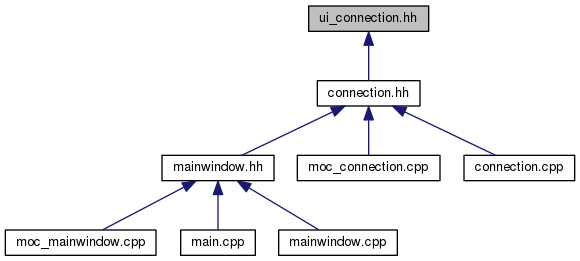 ui_connection.hh
connection.hh
mainwindow.hh
moc_connection.cpp
connection.cpp
moc_mainwindow.cpp
main.cpp
mainwindow.cpp